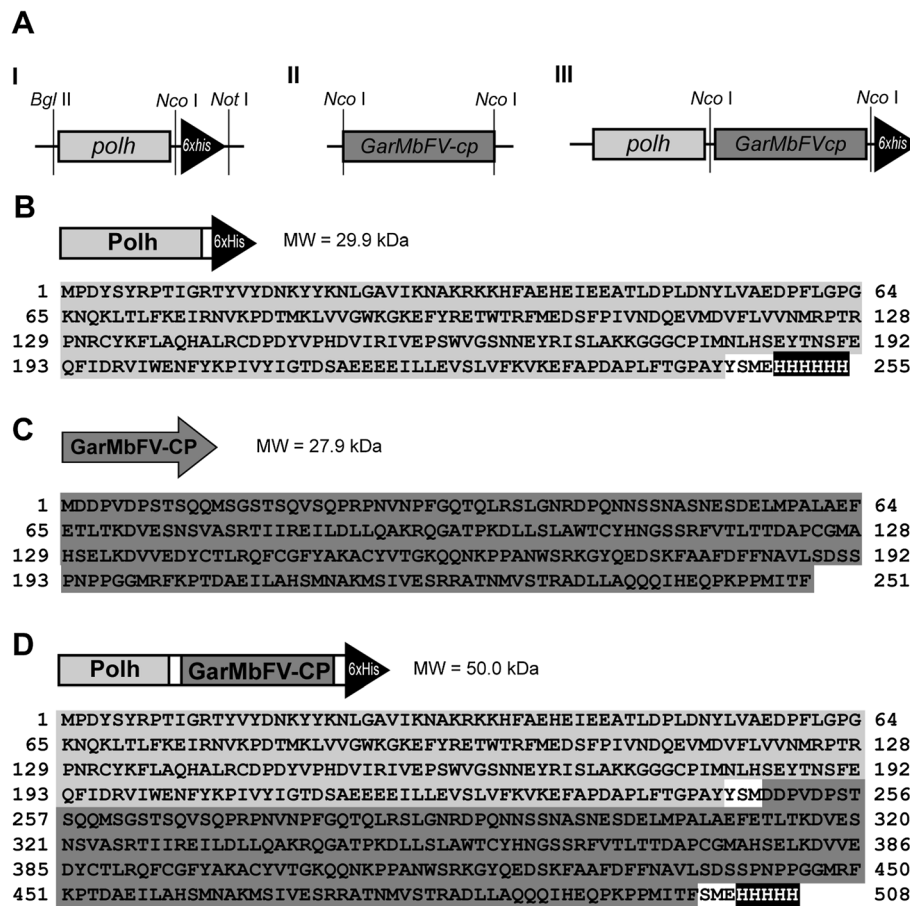 A
I
II
III
Bgl II
Nco I
Not I
Nco I
Nco I
Nco I
Nco I
polh
6xhis
GarMbFV-cp
polh
GarMbFVcp
6xhis
B
Polh
6xHis
MW = 29.9 kDa
1 MPDYSYRPTIGRTYVYDNKYYKNLGAVIKNAKRKKHFAEHEIEEATLDPLDNYLVAEDPFLGPG 64
65 KNQKLTLFKEIRNVKPDTMKLVVGWKGKEFYRETWTRFMEDSFPIVNDQEVMDVFLVVNMRPTR 128
129 PNRCYKFLAQHALRCDPDYVPHDVIRIVEPSWVGSNNEYRISLAKKGGGCPIMNLHSEYTNSFE 192
193 QFIDRVIWENFYKPIVYIGTDSAEEEEILLEVSLVFKVKEFAPDAPLFTGPAYYSMEHHHHHH 255
C
GarMbFV-CP
MW = 27.9 kDa
1 MDDPVDPSTSQQMSGSTSQVSQPRPNVNPFGQTQLRSLGNRDPQNNSSNASNESDELMPALAEF 64
65 ETLTKDVESNSVASRTIIREILDLLQAKRQGATPKDLLSLAWTCYHNGSSRFVTLTTDAPCGMA 128
129 HSELKDVVEDYCTLRQFCGFYAKACYVTGKQQNKPPANWSRKGYQEDSKFAAFDFFNAVLSDSS 192
193 PNPPGGMRFKPTDAEILAHSMNAKMSIVESRRATNMVSTRADLLAQQQIHEQPKPPMITF 251
D
Polh
GarMbFV-CP
6xHis
MW = 50.0 kDa
1 MPDYSYRPTIGRTYVYDNKYYKNLGAVIKNAKRKKHFAEHEIEEATLDPLDNYLVAEDPFLGPG 64
65 KNQKLTLFKEIRNVKPDTMKLVVGWKGKEFYRETWTRFMEDSFPIVNDQEVMDVFLVVNMRPTR 128
129 PNRCYKFLAQHALRCDPDYVPHDVIRIVEPSWVGSNNEYRISLAKKGGGCPIMNLHSEYTNSFE 192
193 QFIDRVIWENFYKPIVYIGTDSAEEEEILLEVSLVFKVKEFAPDAPLFTGPAYYSMDDPVDPST 256
257 SQQMSGSTSQVSQPRPNVNPFGQTQLRSLGNRDPQNNSSNASNESDELMPALAEFETLTKDVES 320
321 NSVASRTIIREILDLLQAKRQGATPKDLLSLAWTCYHNGSSRFVTLTTDAPCGMAHSELKDVVE 386
385 DYCTLRQFCGFYAKACYVTGKQQNKPPANWSRKGYQEDSKFAAFDFFNAVLSDSSPNPPGGMRF 450
451 KPTDAEILAHSMNAKMSIVESRRATNMVSTRADLLAQQQIHEQPKPPMITFSMEHHHHH 508